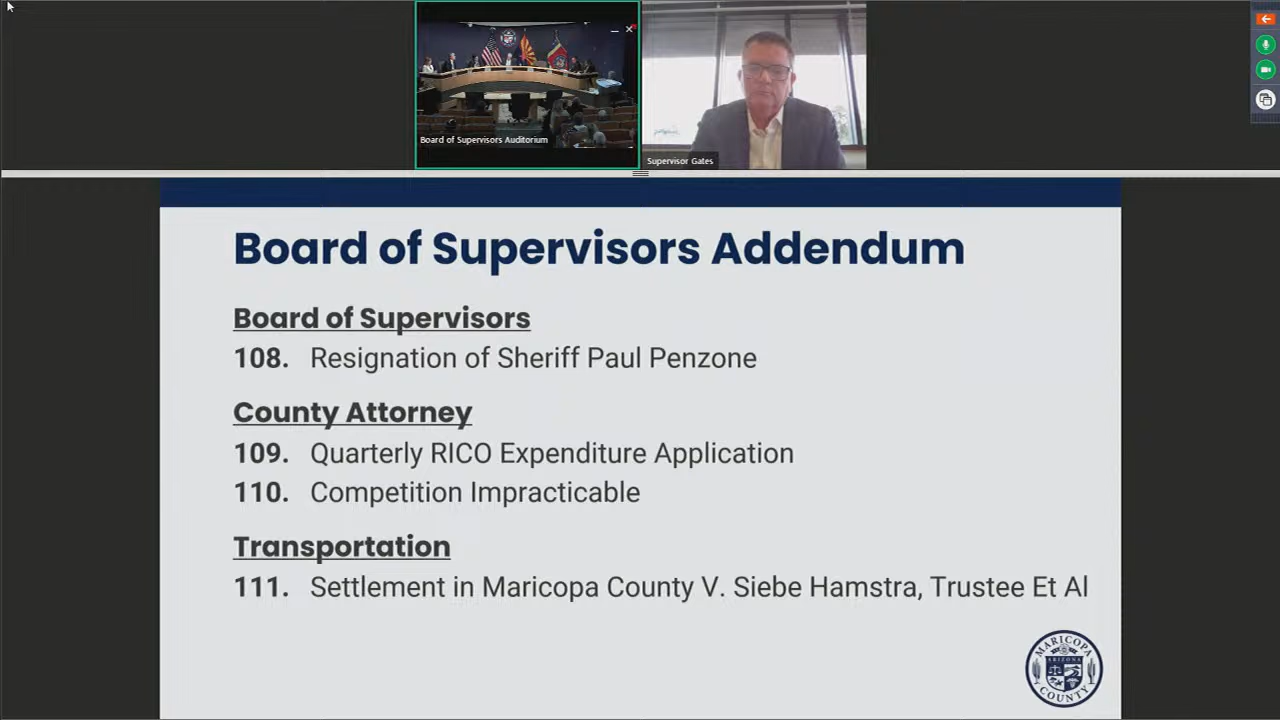 Board of Supervisors Auditorium
Supervisor Gates
Board of Supervisors Addendum
Board of Supervisors
108. Resignation of Sheriff Paul Penzone
County Attorney
109. Quarterly RICO Expenditure Application
110. Competition Impracticable
Transportation
111. Settlement in Maricopa County V. Siebe Hamstra, Trustee Et Al
MARICOPA
ARIZONA
COUNTY